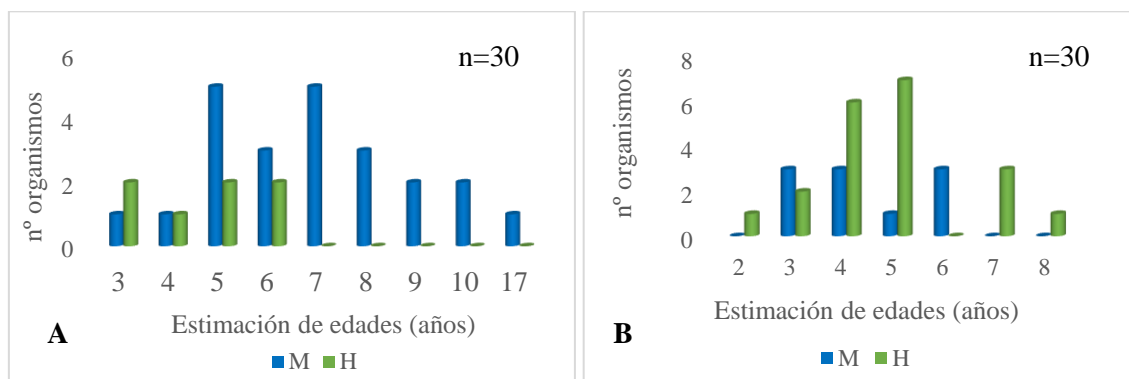 n=30
nº organismos
6
4
2
0
3 4 5 6 7 8 9 10 17
Estimación de edades (años)
A
M H
n=30
nº organismos
8
6
4
2
0
2 3 4 5 6 7 8
Estimación de edades (años)
B
M H